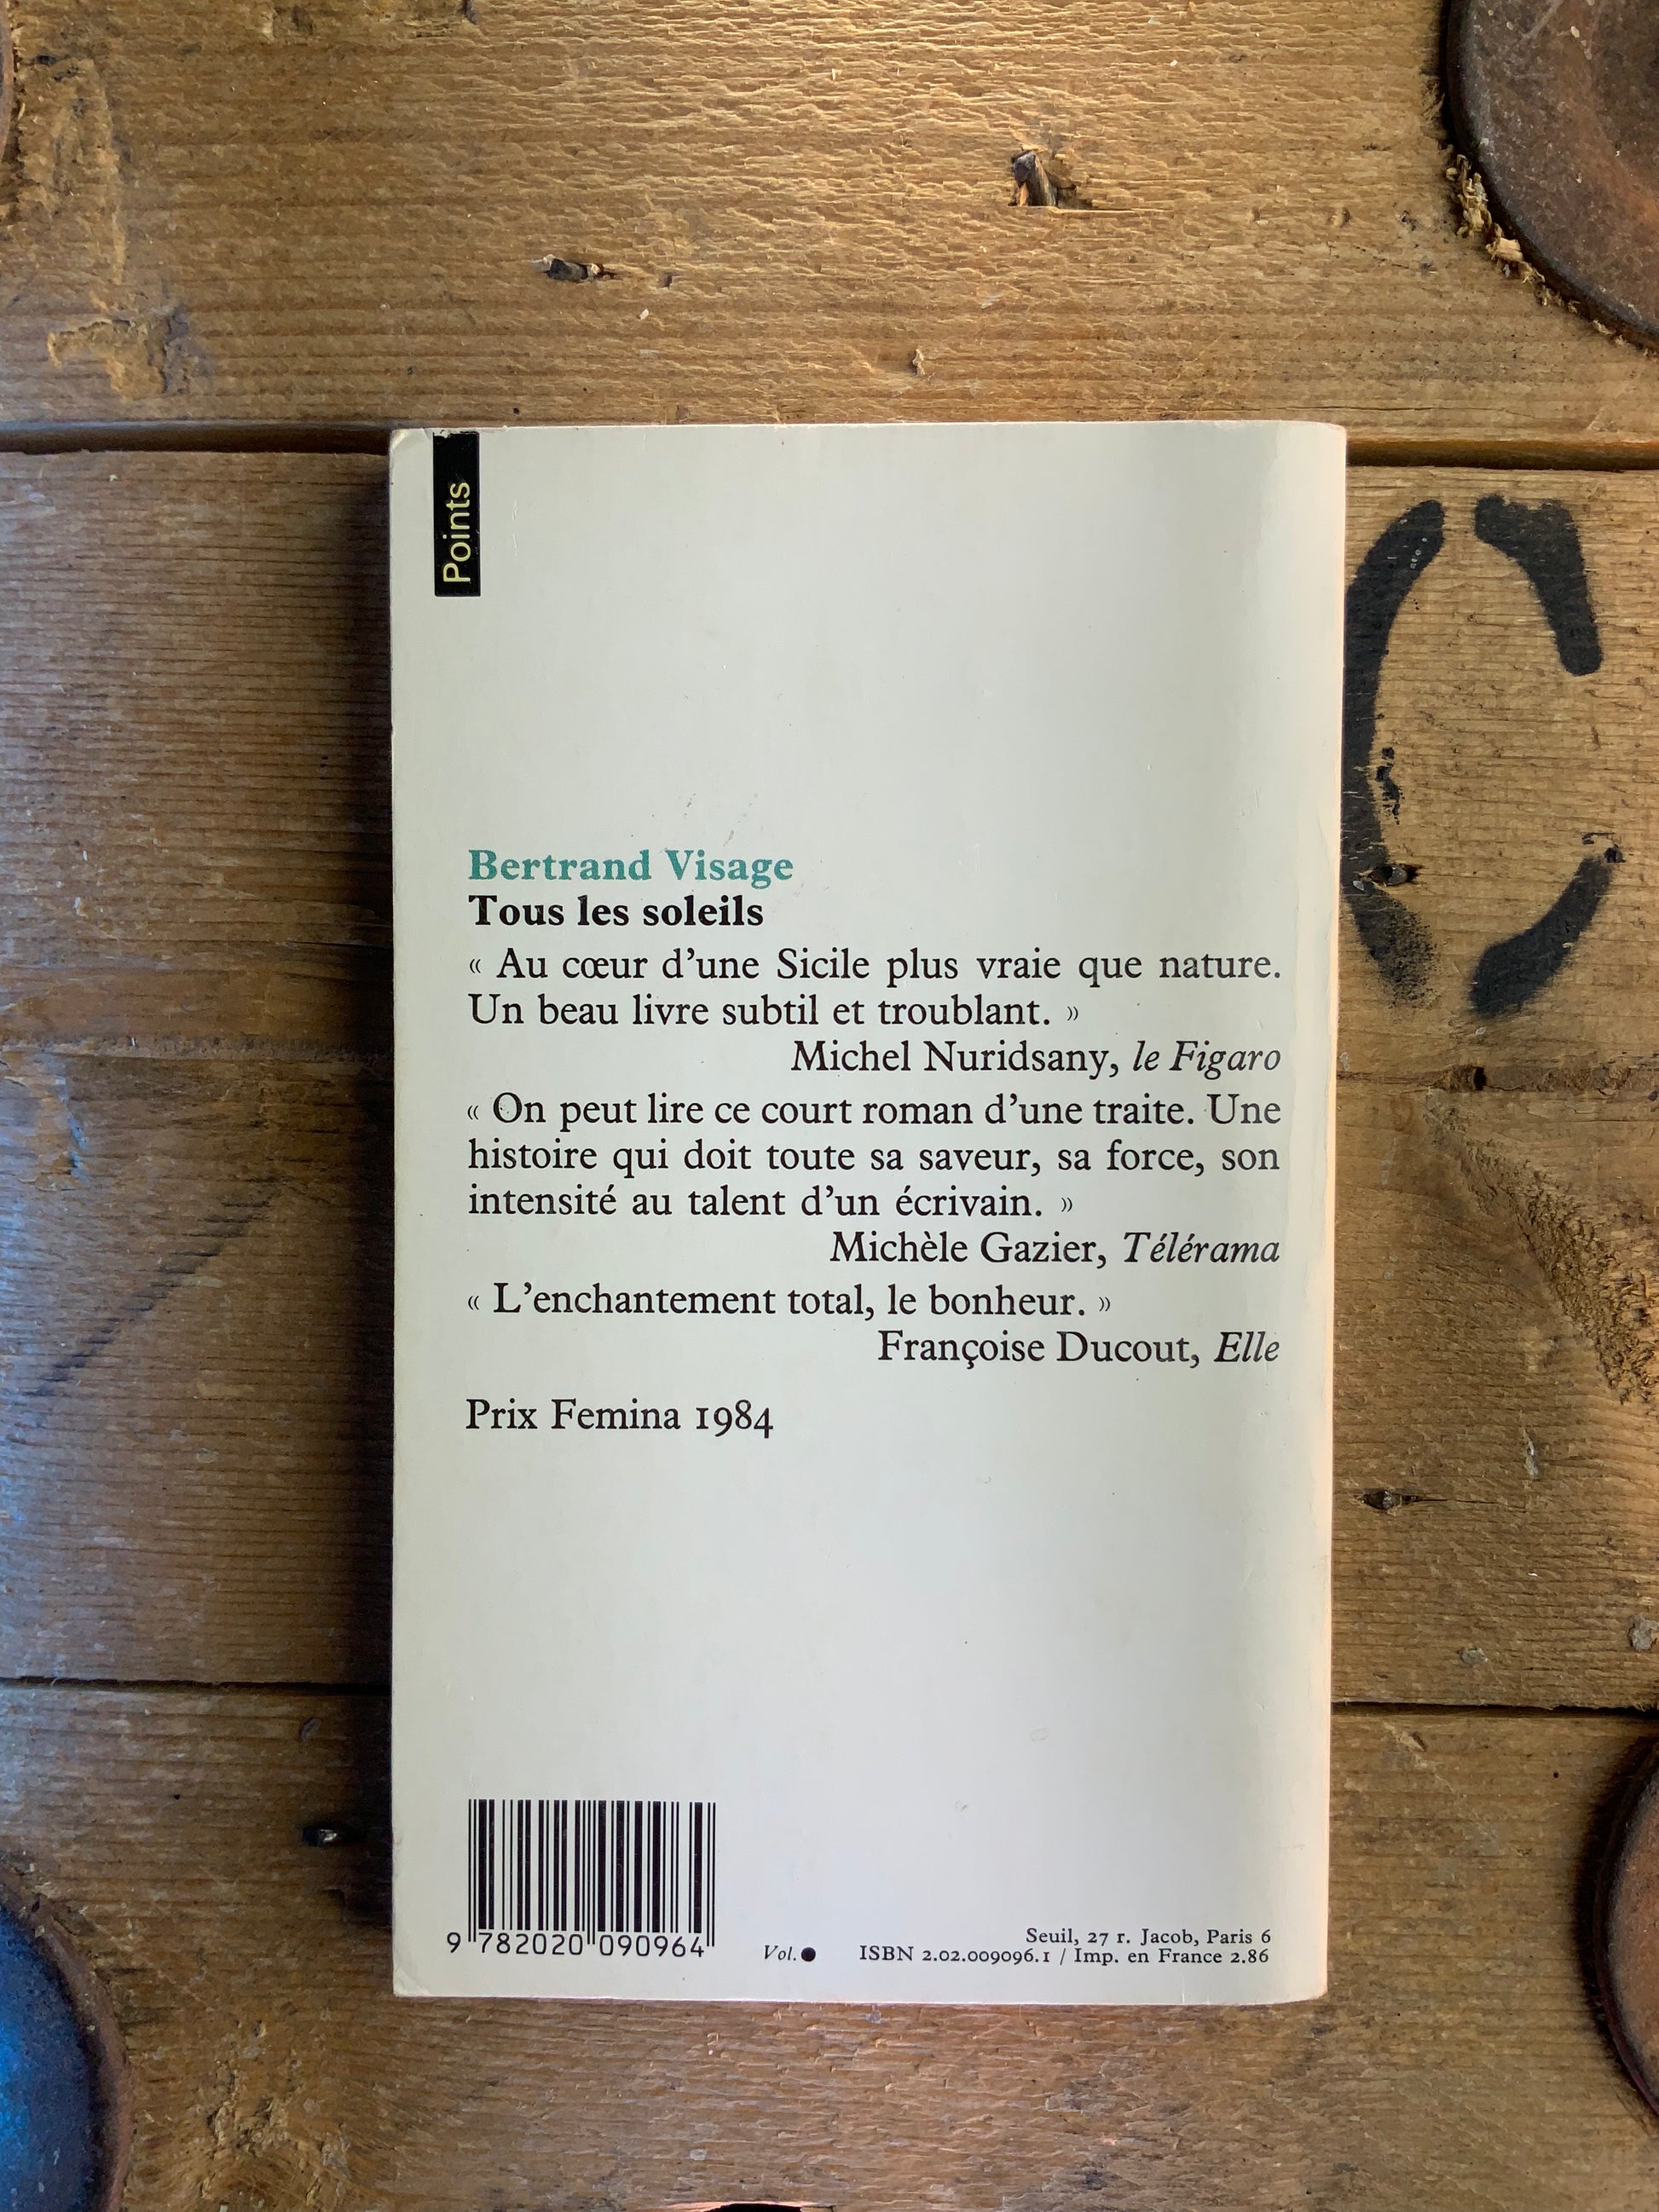 Points
Bertrand Visage
Tous les soleils
« Au cœur d’une Sicile plus vraie que nature.
Un beau livre subtil et troublant. »
Michel Nuridsany, le Figaro
« On peut lire ce court roman d’une traite. Une
histoire qui doit toute sa saveur, sa force, son
intensité au talent d’un écrivain. »
Michèle Gazier, Télérama
« L’enchantement total, le bonheur. »
Françoise Ducout, Elle
Prix Femina 1984
9 782020 090964
Vol.●
Seuil, 27 r. Jacob, Paris 6
ISBN 2.02.009096.1 / Imp. en France 2.86